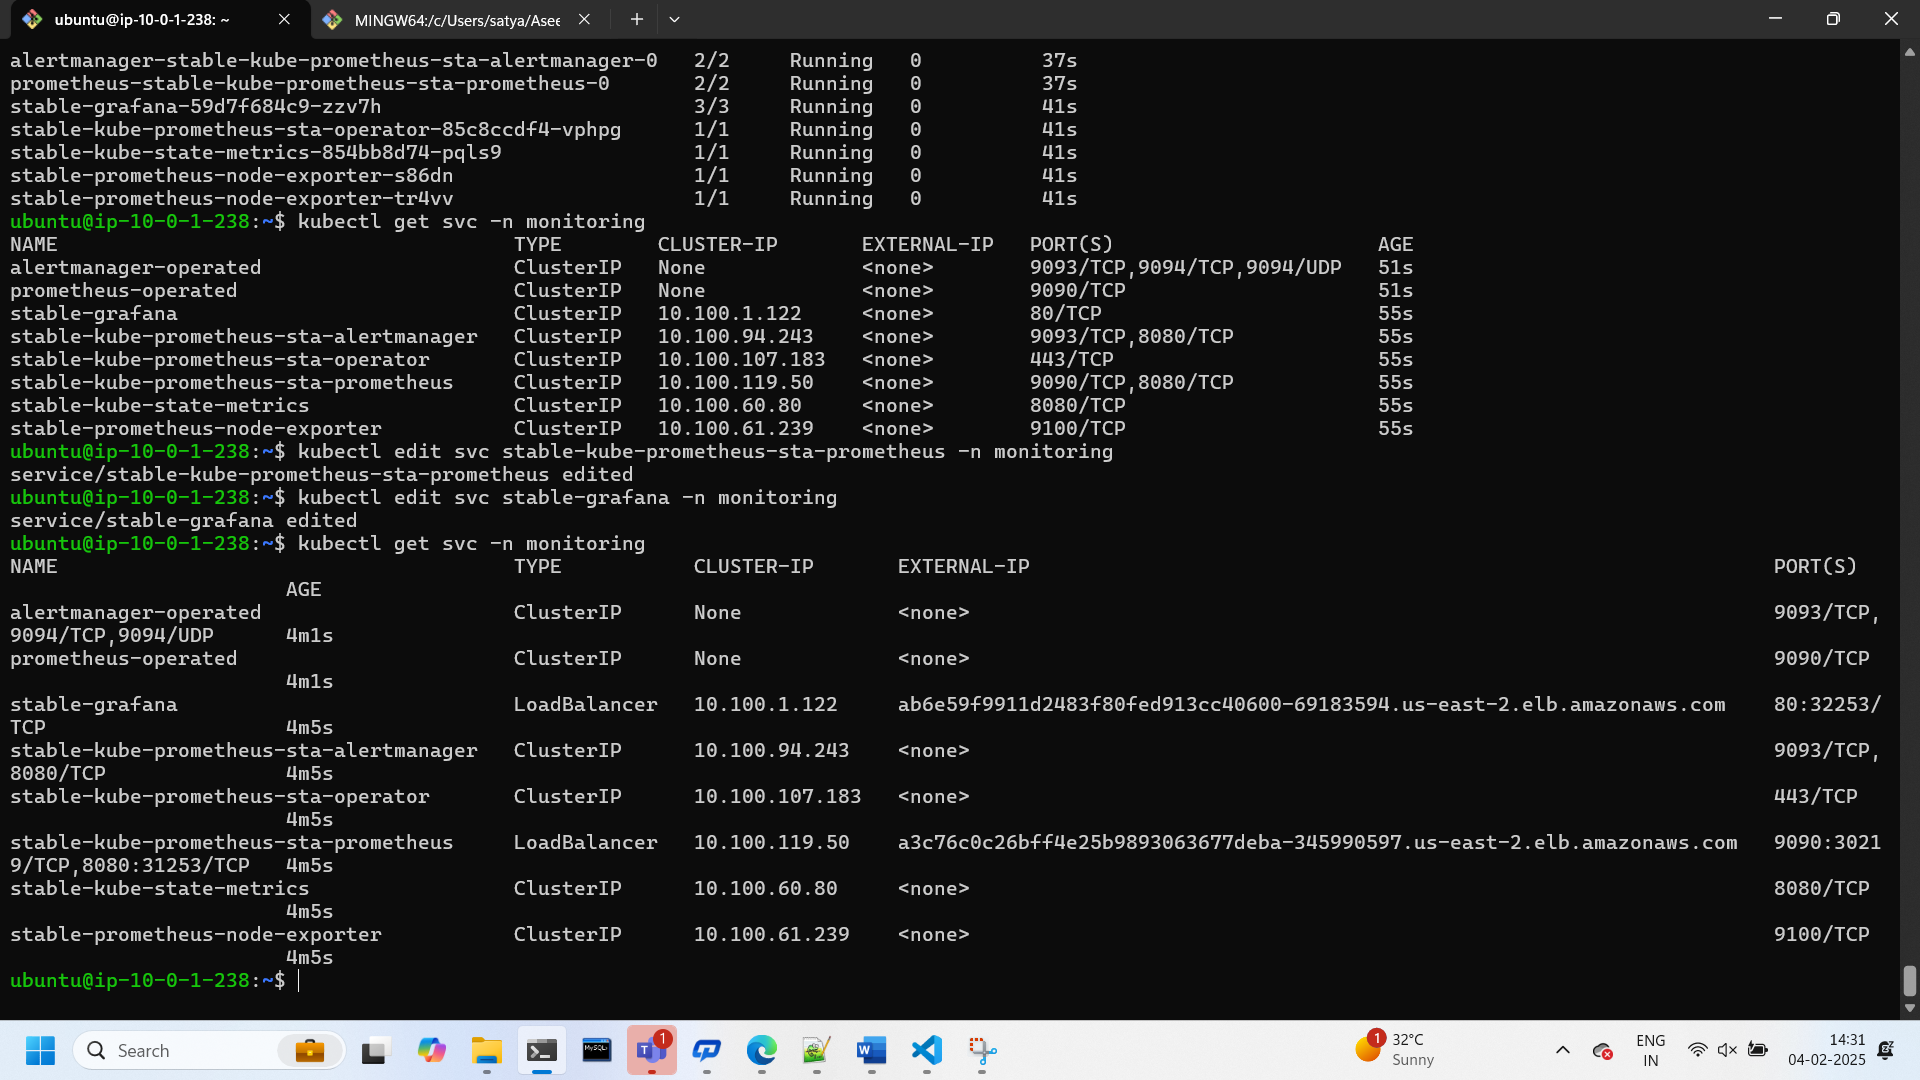 ubuntu@ip-10-0-1-238: ~
MINGW64:/c/Users/satya/Asee
alertmanager-stable-kube-prometheus-sta-alertmanager-0 2/2 Running 0 37s
prometheus-stable-kube-prometheus-sta-prometheus-0 2/2 Running 0 37s
stable-grafana-59d7f684c9-zzv7h 3/3 Running 0 41s
stable-kube-prometheus-sta-operator-85c8ccdf4-vphpg 1/1 Running 0 41s
stable-kube-state-metrics-854bb8d74-pqls9 1/1 Running 0 41s
stable-prometheus-node-exporter-s86dn 1/1 Running 0 41s
stable-prometheus-node-exporter-tr4vv 1/1 Running 0 41s
ubuntu@ip-10-0-1-238:~$ kubectl get svc -n monitoring
NAME TYPE CLUSTER-IP EXTERNAL-IP PORT(S) AGE
alertmanager-operated ClusterIP None <none> 9093/TCP,9094/TCP,9094/UDP 51s
prometheus-operated ClusterIP None <none> 9090/TCP 51s
stable-grafana ClusterIP 10.100.1.122 <none> 80/TCP 55s
stable-kube-prometheus-sta-alertmanager ClusterIP 10.100.94.243 <none> 9093/TCP,8080/TCP 55s
stable-kube-prometheus-sta-operator ClusterIP 10.100.107.183 <none> 443/TCP 55s
stable-kube-prometheus-sta-prometheus ClusterIP 10.100.119.50 <none> 9090/TCP,8080/TCP 55s
stable-kube-state-metrics ClusterIP 10.100.60.80 <none> 8080/TCP 55s
stable-prometheus-node-exporter ClusterIP 10.100.61.239 <none> 9100/TCP 55s
ubuntu@ip-10-0-1-238:~$ kubectl edit svc stable-kube-prometheus-sta-prometheus -n monitoring
service/stable-kube-prometheus-sta-prometheus edited
ubuntu@ip-10-0-1-238:~$ kubectl edit svc stable-grafana -n monitoring
service/stable-grafana edited
ubuntu@ip-10-0-1-238:~$ kubectl get svc -n monitoring
NAME TYPE CLUSTER-IP EXTERNAL-IP PORT(S)
AGE
alertmanager-operated ClusterIP None <none> 9093/TCP,
9094/TCP,9094/UDP 4m1s
prometheus-operated ClusterIP None <none> 9090/TCP
4m1s
stable-grafana LoadBalancer 10.100.1.122 ab6e59f9911d2483f80fed913cc40600-69183594.us-east-2.elb.amazonaws.com 80:32253/
TCP 4m5s
stable-kube-prometheus-sta-alertmanager ClusterIP 10.100.94.243 <none> 9093/TCP,
8080/TCP 4m5s
stable-kube-prometheus-sta-operator ClusterIP 10.100.107.183 <none> 443/TCP
4m5s
stable-kube-prometheus-sta-prometheus LoadBalancer 10.100.119.50 a3c76c0c26bff4e25b9893063677deba-345990597.us-east-2.elb.amazonaws.com 9090:3021
9/TCP,8080:31253/TCP 4m5s
stable-kube-state-metrics ClusterIP 10.100.60.80 <none> 8080/TCP
4m5s
stable-prometheus-node-exporter ClusterIP 10.100.61.239 <none> 9100/TCP
4m5s
ubuntu@ip-10-0-1-238:~$
Search
MySQL
T
1
W
1
32°C
Sunny
ENG
IN
14:31
04-02-2025